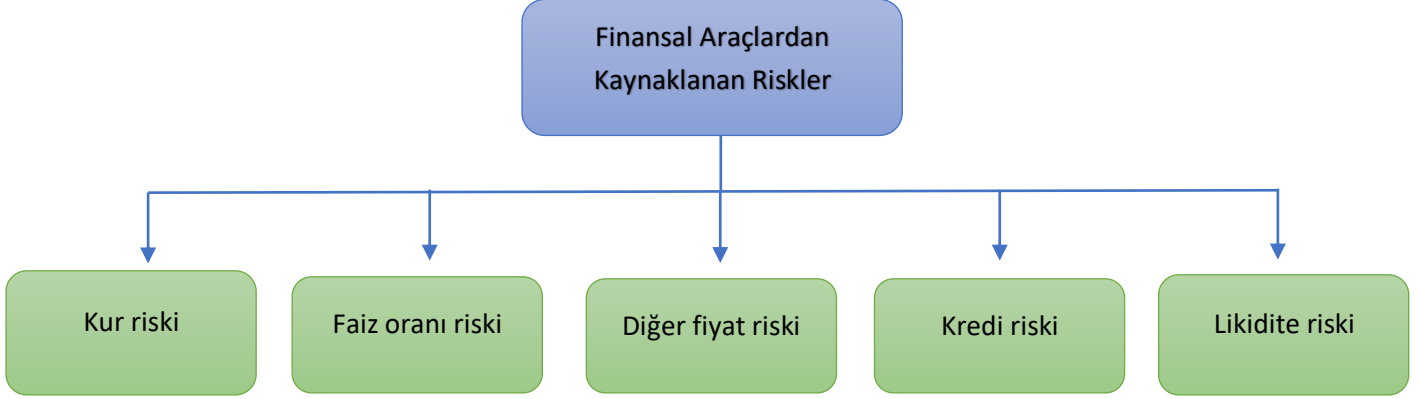 Finansal Araçlardan
Kaynaklanan Riskler
Kur riski
Faiz oranı riski
Diğer fiyat riski
Kredi riski
Likidite riski